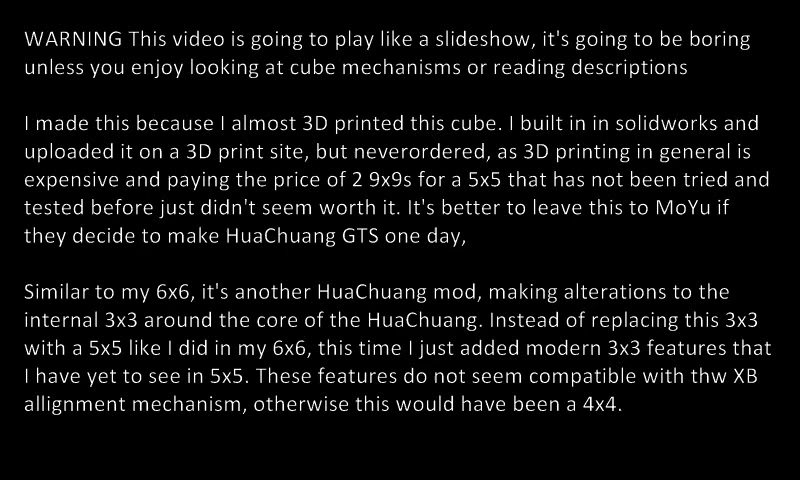 WARNING This video is going to play like a slideshow, it's going to be boring
unless you enjoy looking at cube mechanisms or reading descriptions
I made this because I almost 3D printed this cube. I built in in solidworks and
uploaded it on a 3D print site, but neverordered, as 3D printing in general is
expensive and paying the price of 2 9x9s for a 5x5 that has not been tried and
tested before just didn't seem worth it. It's better to leave this to MoYu if
they decide to make HuaChuang GTS one day,
Similar to my 6x6, it's another HuaChuang mod, making alterations to the
internal 3x3 around the core of the HuaChuang. Instead of replacing this 3x3
with a 5x5 like I did in my 6x6, this time I just added modern 3x3 features that
I have yet to see in 5x5. These features do not seem compatible with thw XB
allignment mechanism, otherwise this would have been a 4x4.